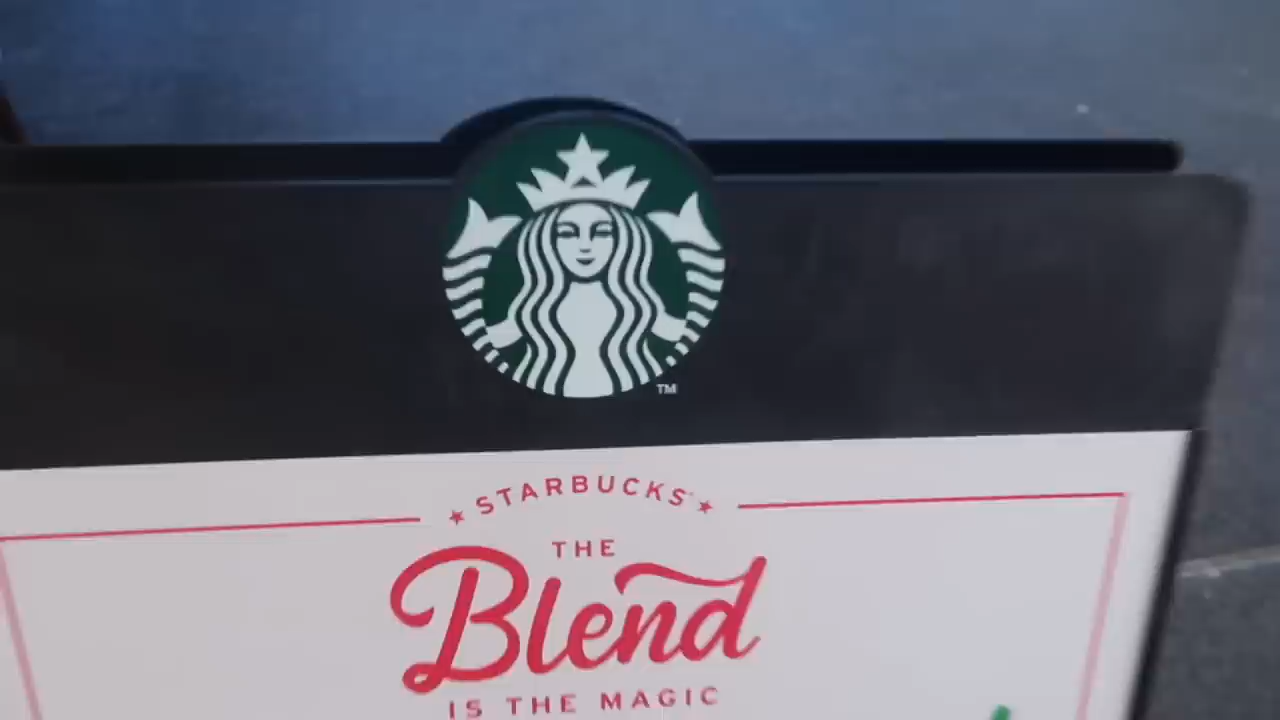 TM
STARBUCKS
THE
Blend
IS THE MAGIC